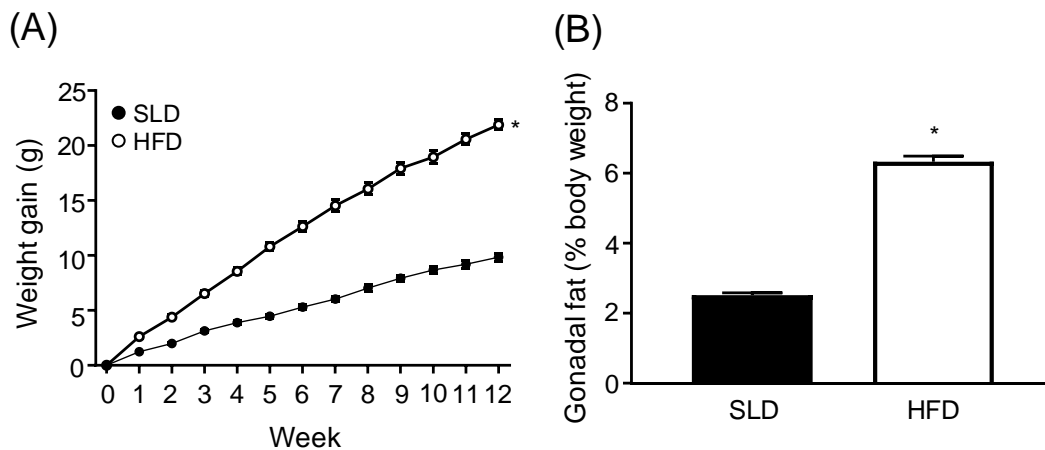 (A)
Weight gain (g)
25
20
15
10
5
0
SLD
HFD
*
0 1 2 3 4 5 6 7 8 9 10 11 12
Week
(B)
Gonadal fat (% body weight)
8
6
4
2
0
*
SLD HFD